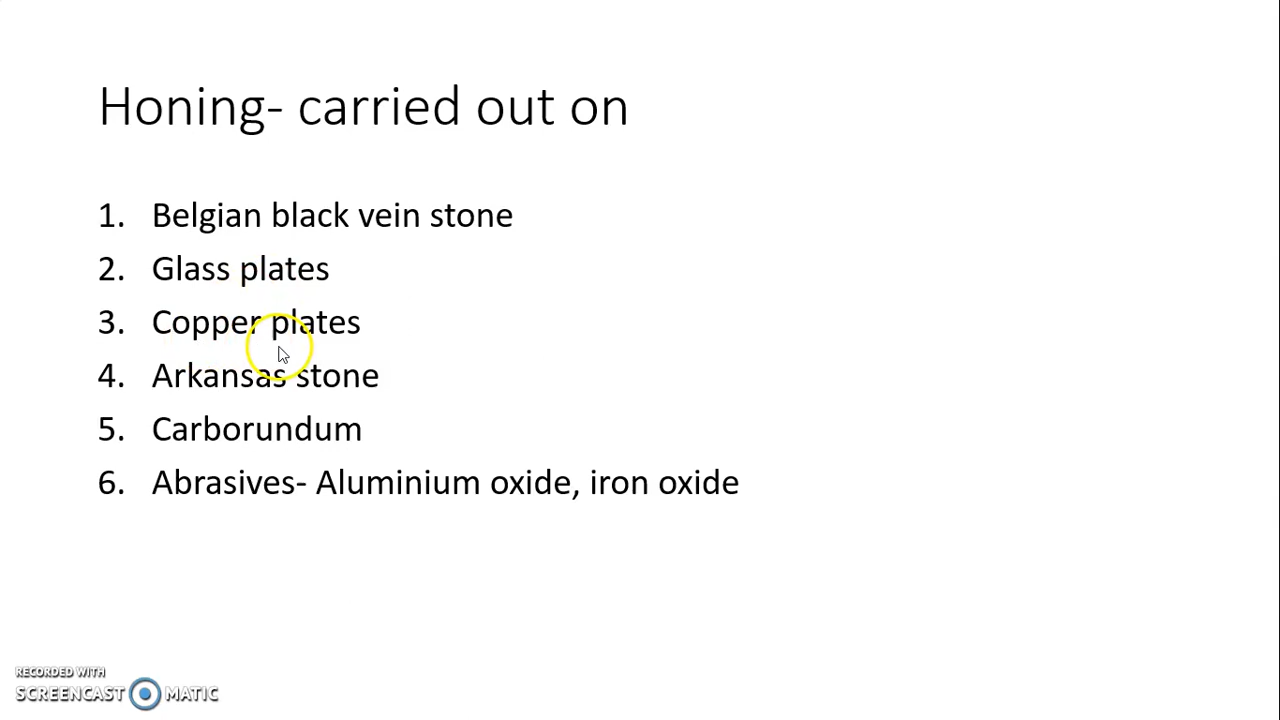 Honing- carried out on
1. Belgian black vein stone
2. Glass plates
3. Copper plates
4. Arkansas stone
5. Carborundum
6. Abrasives- Aluminium oxide, iron oxide
RECORDED WITH
SCREENCAST MATIC